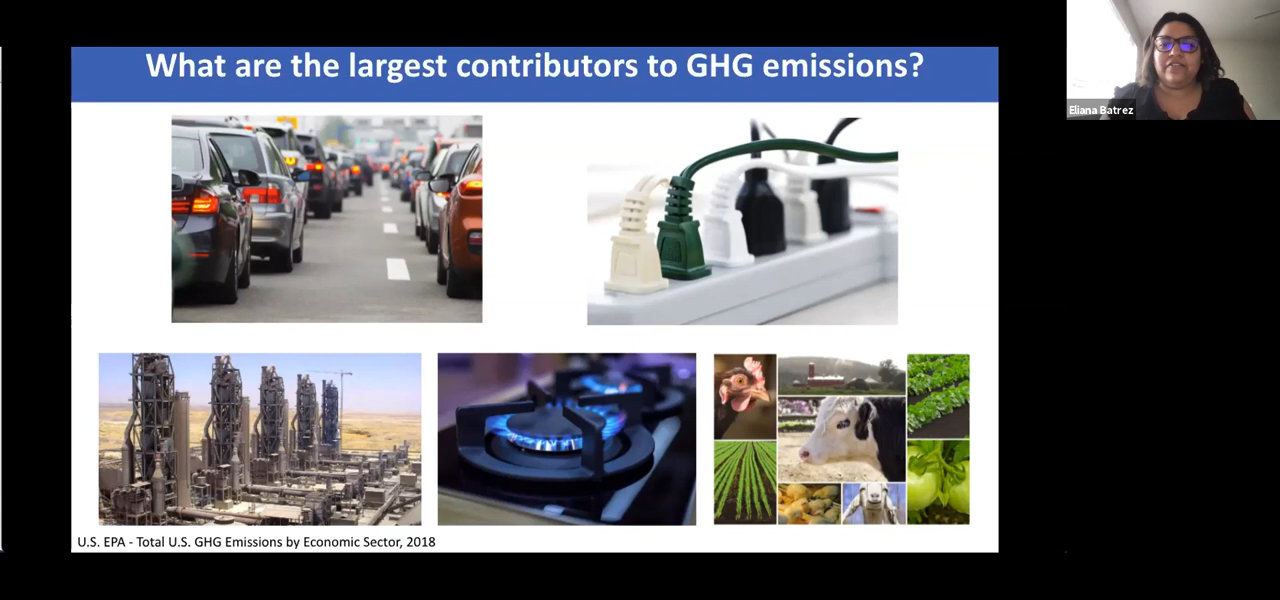 What are the largest contributors to GHG emissions?
Eliana Batrez
U.S. EPA - Total U.S. GHG Emissions by Economic Sector, 2018